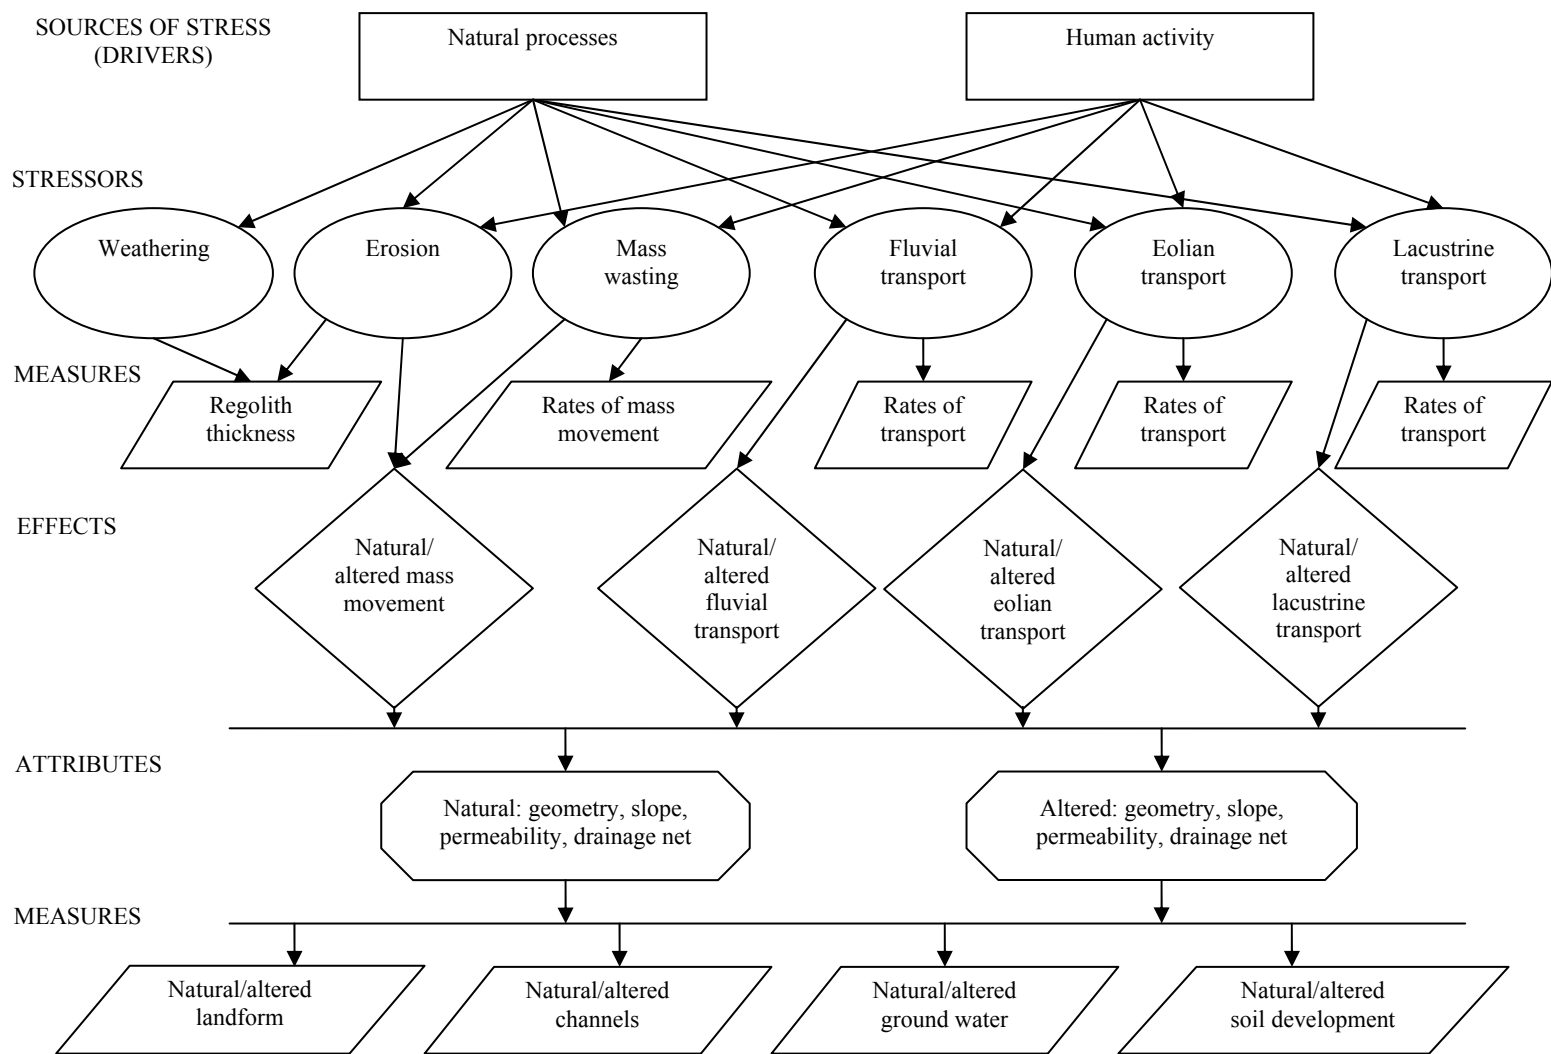 SOURCES OF STRESS
(DRIVERS)
Natural processes
Human activity
STRESSORS
Weathering
Erosion
Mass
wasting
Fluvial
transport
Eolian
transport
Lacustrine
transport
MEASURES
Regolith
thickness
Rates of mass
movement
Rates of
transport
Rates of
transport
Rates of
transport
EFFECTS
Natural/
altered mass
movement
Natural/
altered
fluvial
transport
Natural/
altered
eolian
transport
Natural/
altered
lacustrine
transport
ATTRIBUTES
Natural: geometry, slope,
permeability, drainage net
Altered: geometry, slope,
permeability, drainage net
MEASURES
Natural/altered
landform
Natural/altered
channels
Natural/altered
ground water
Natural/altered
soil development